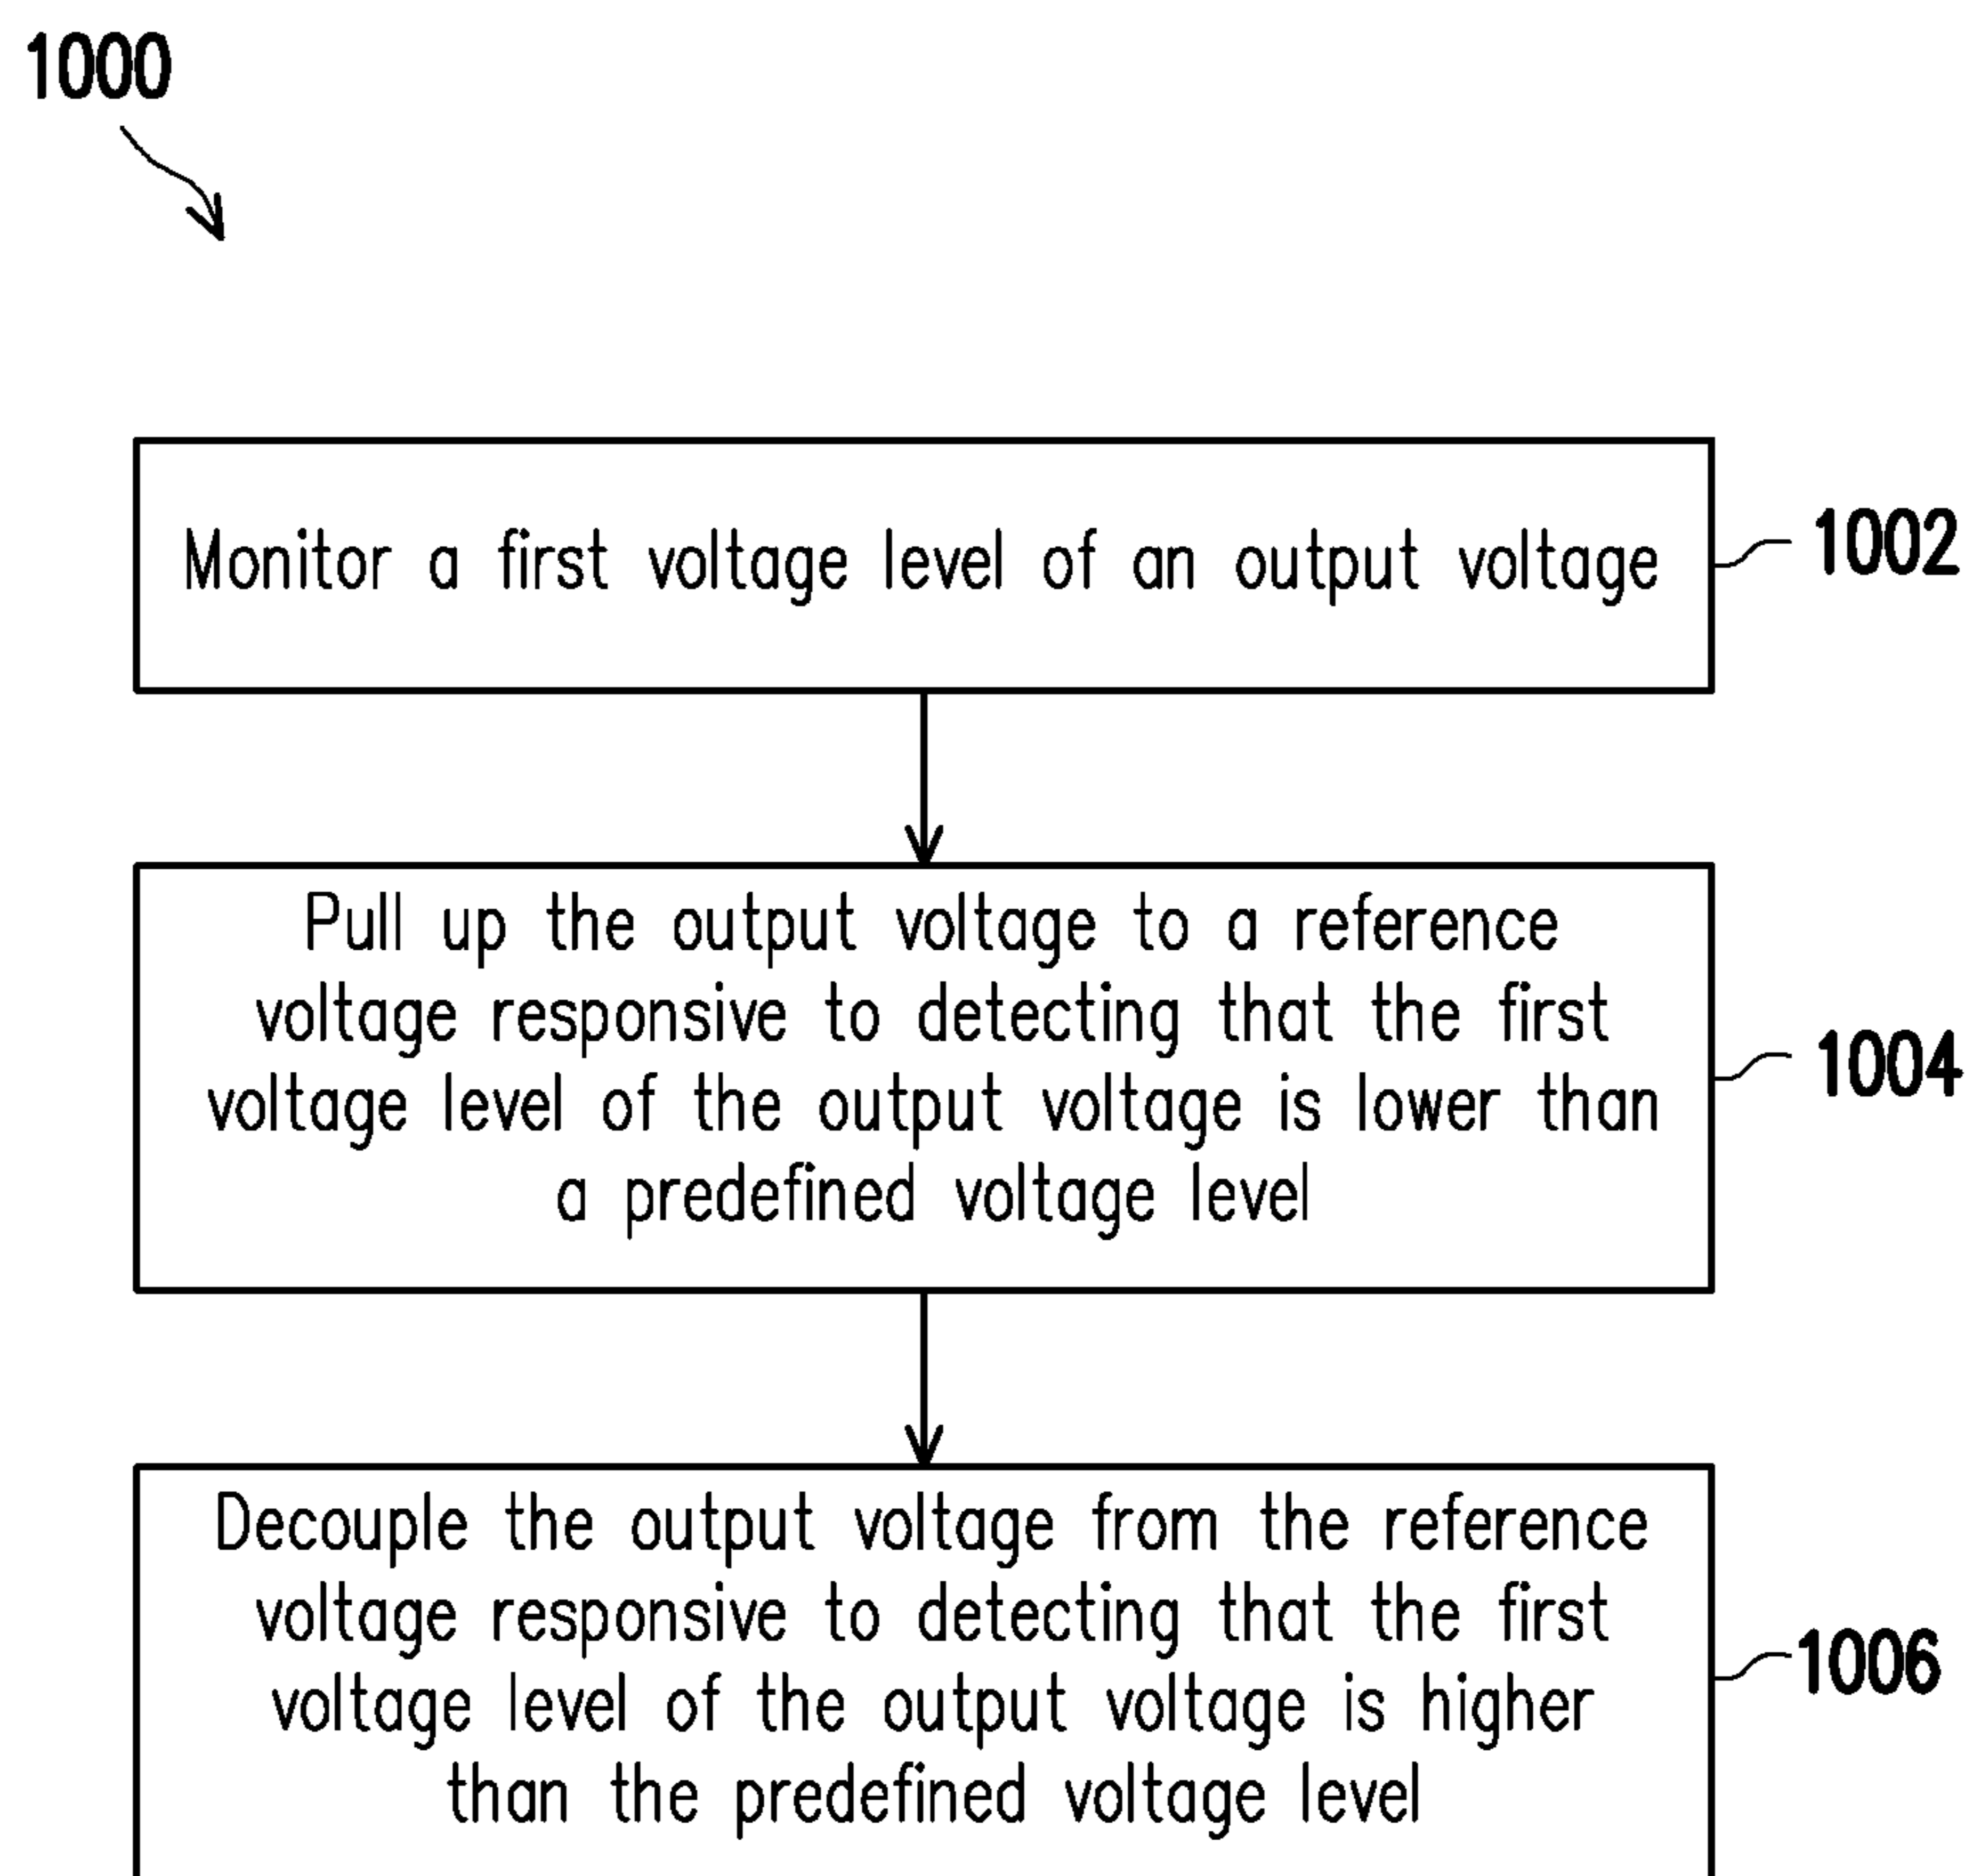 1000
Monitor a first voltage level of an output voltage
1002
Pull up the output voltage to a reference
voltage responsive to detecting that the first
voltage level of the output voltage is lower than
a predefined voltage level
1004
Decouple the output voltage from the reference
voltage responsive to detecting that the first
voltage level of the output voltage is higher
than the predefined voltage level
1006